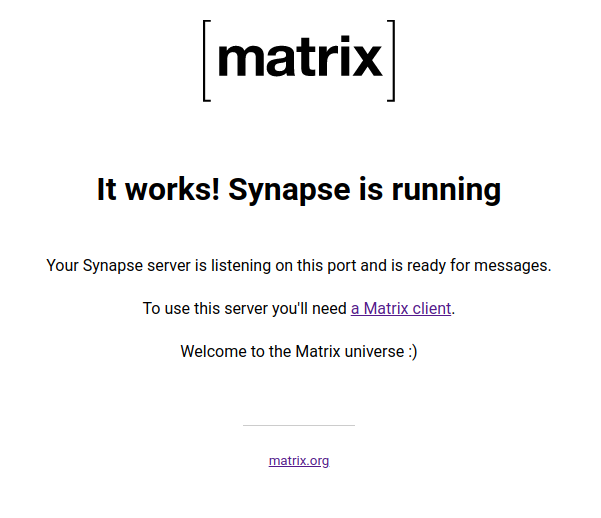 [matrix]
It works! Synapse is running
Your Synapse server is listening on this port and is ready for messages.
To use this server you'll need a Matrix client.
Welcome to the Matrix universe :)
matrix.org